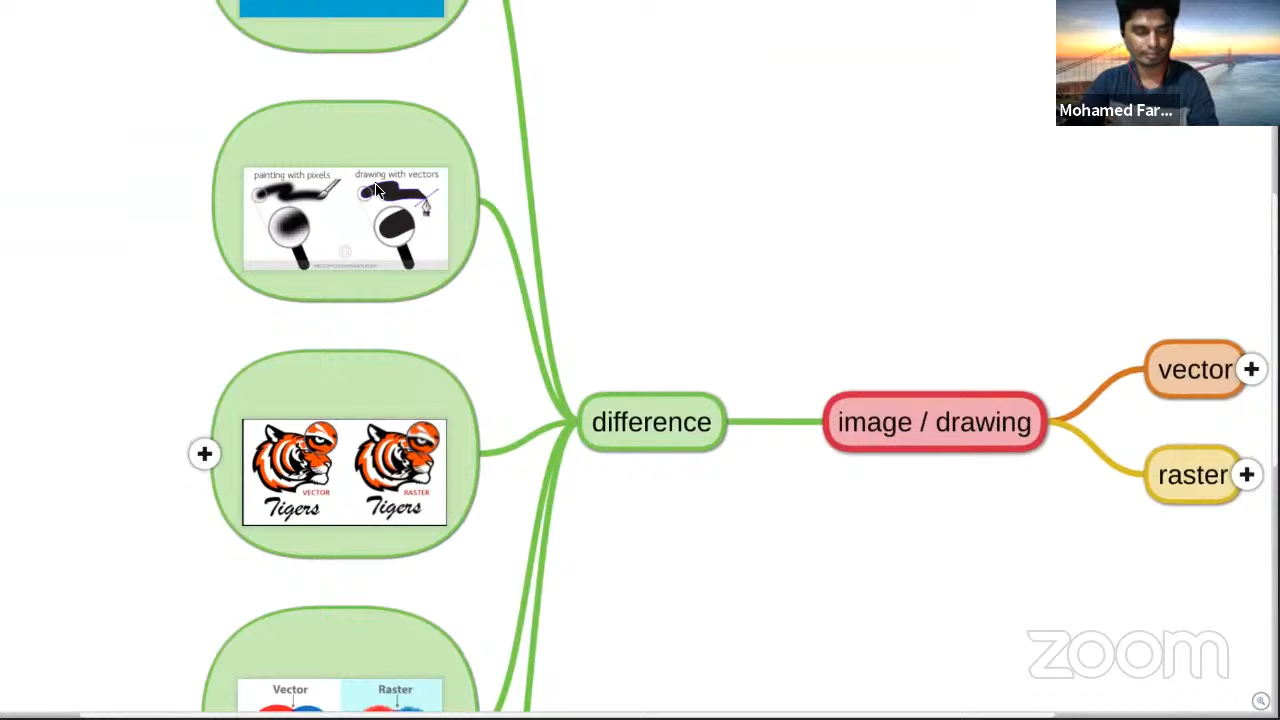 Mohamed Far...
painting with pixels
drawing with vectors
vector
+
difference
image / drawing
+
raster
+
VECTOR
RASTER
Tigers
Tigers
zoom
Vector
Raster